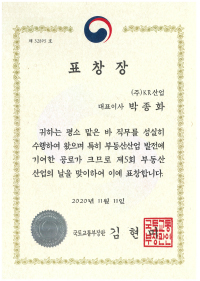 제 52895 호
표 창 장
(주)KR산업
대표이사 박종화
귀하는 평소 맡은 바 직무를 성실히
수행하여 왔으며 특히 부동산산업 발전에
기여한 공로가 크므로 제5회 부동산
산업의 날을 맞이하여 이에 표창합니다.
2020년 11월 11일
국토교통부장관 김현미